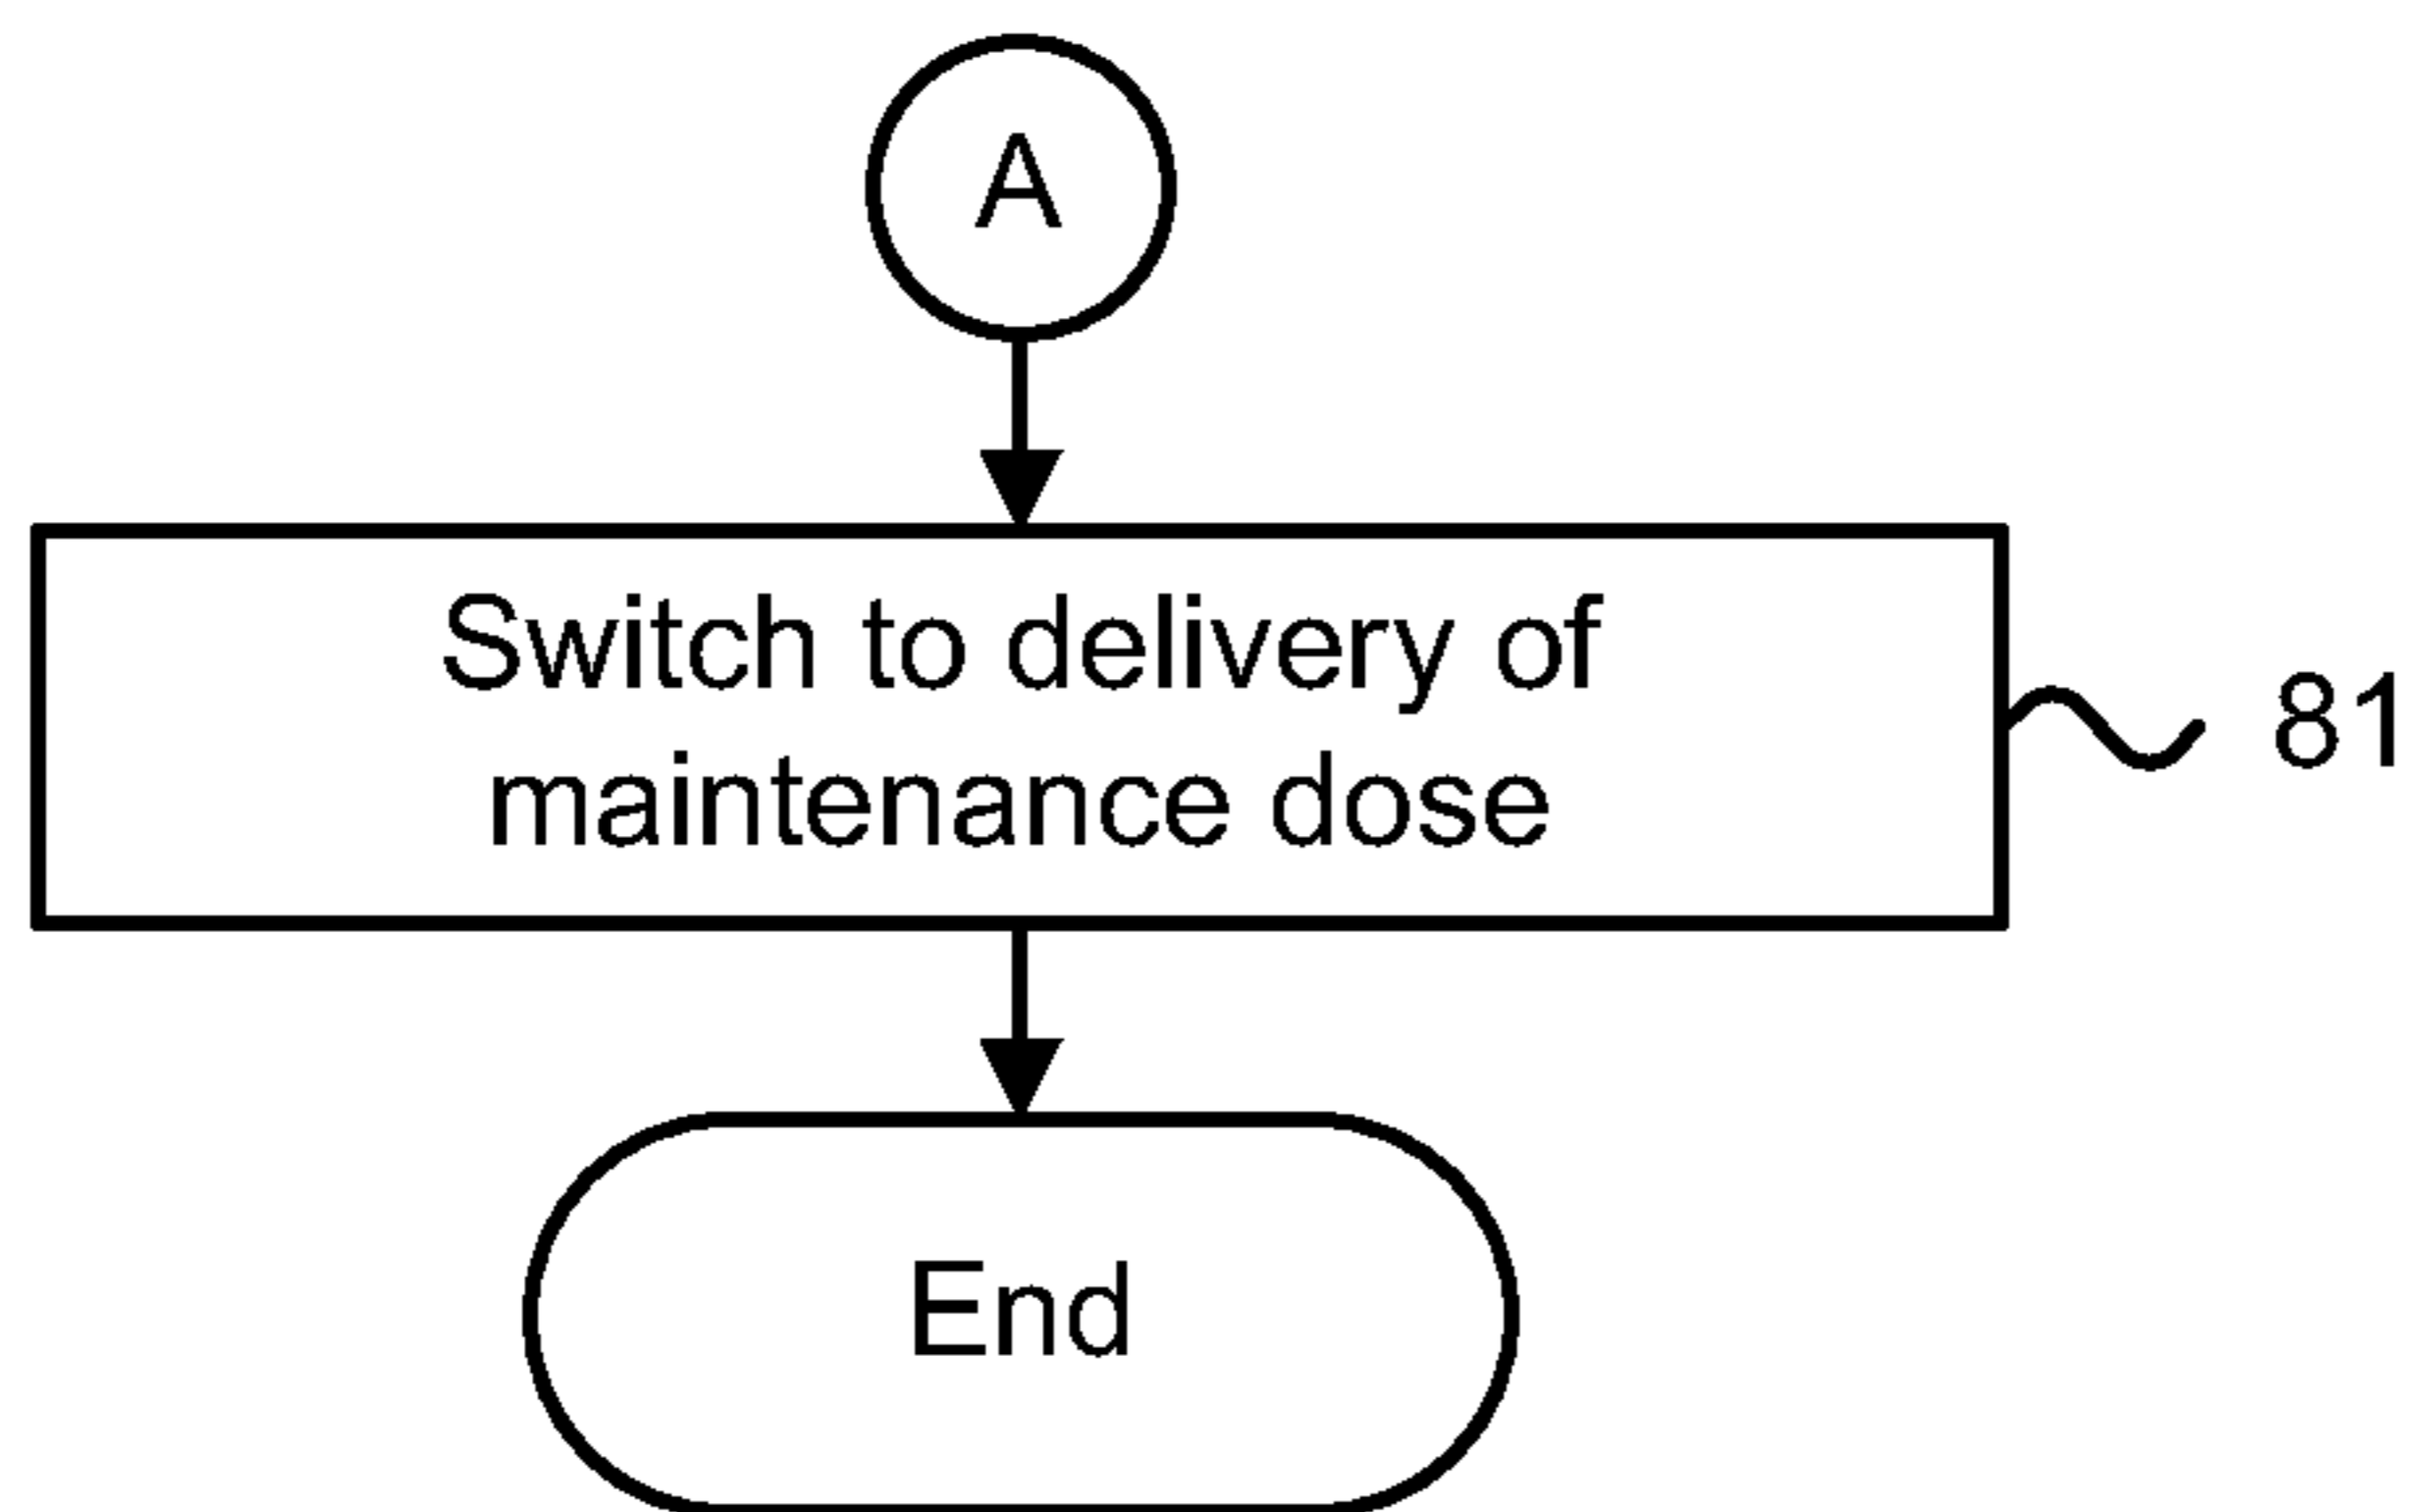 A
Switch to delivery of
maintenance dose
81
End